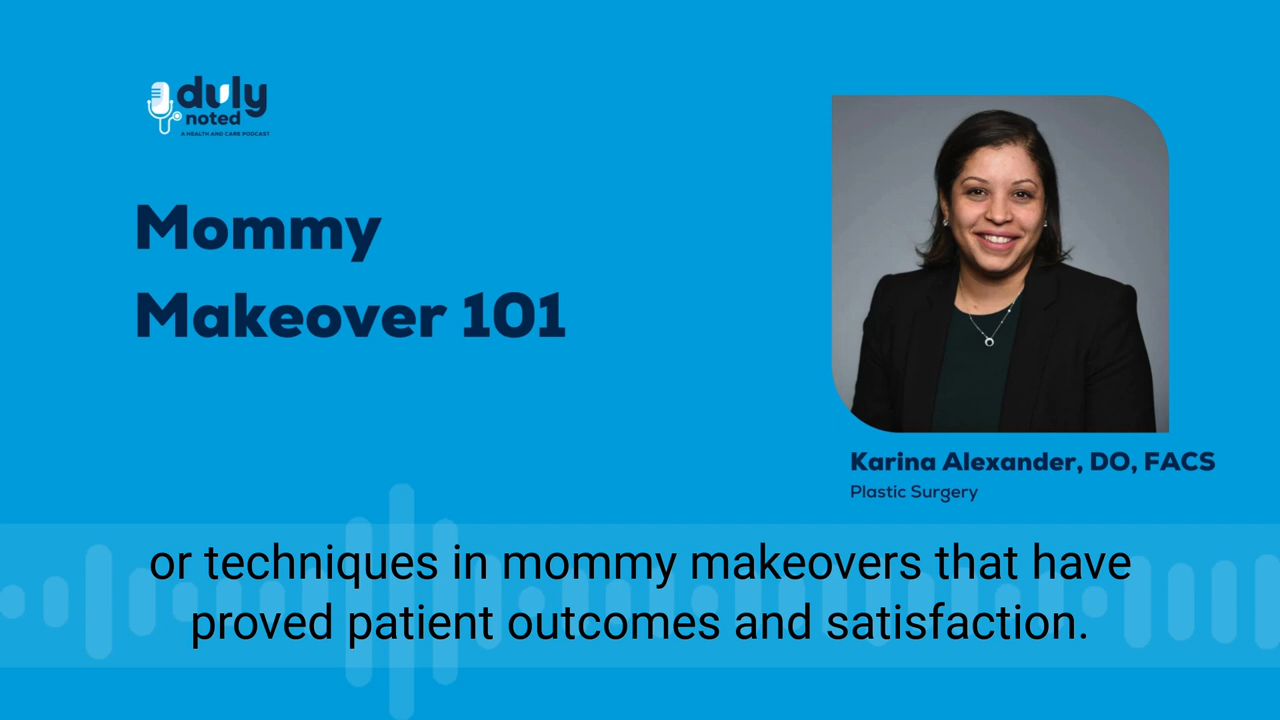 duly
noted
A HEALTH AND CARE PODCAST
Mommy
Makeover 101
Karina Alexander, DO, FACS
Plastic Surgery
or techniques in mommy makeovers that have
proved patient outcomes and satisfaction.